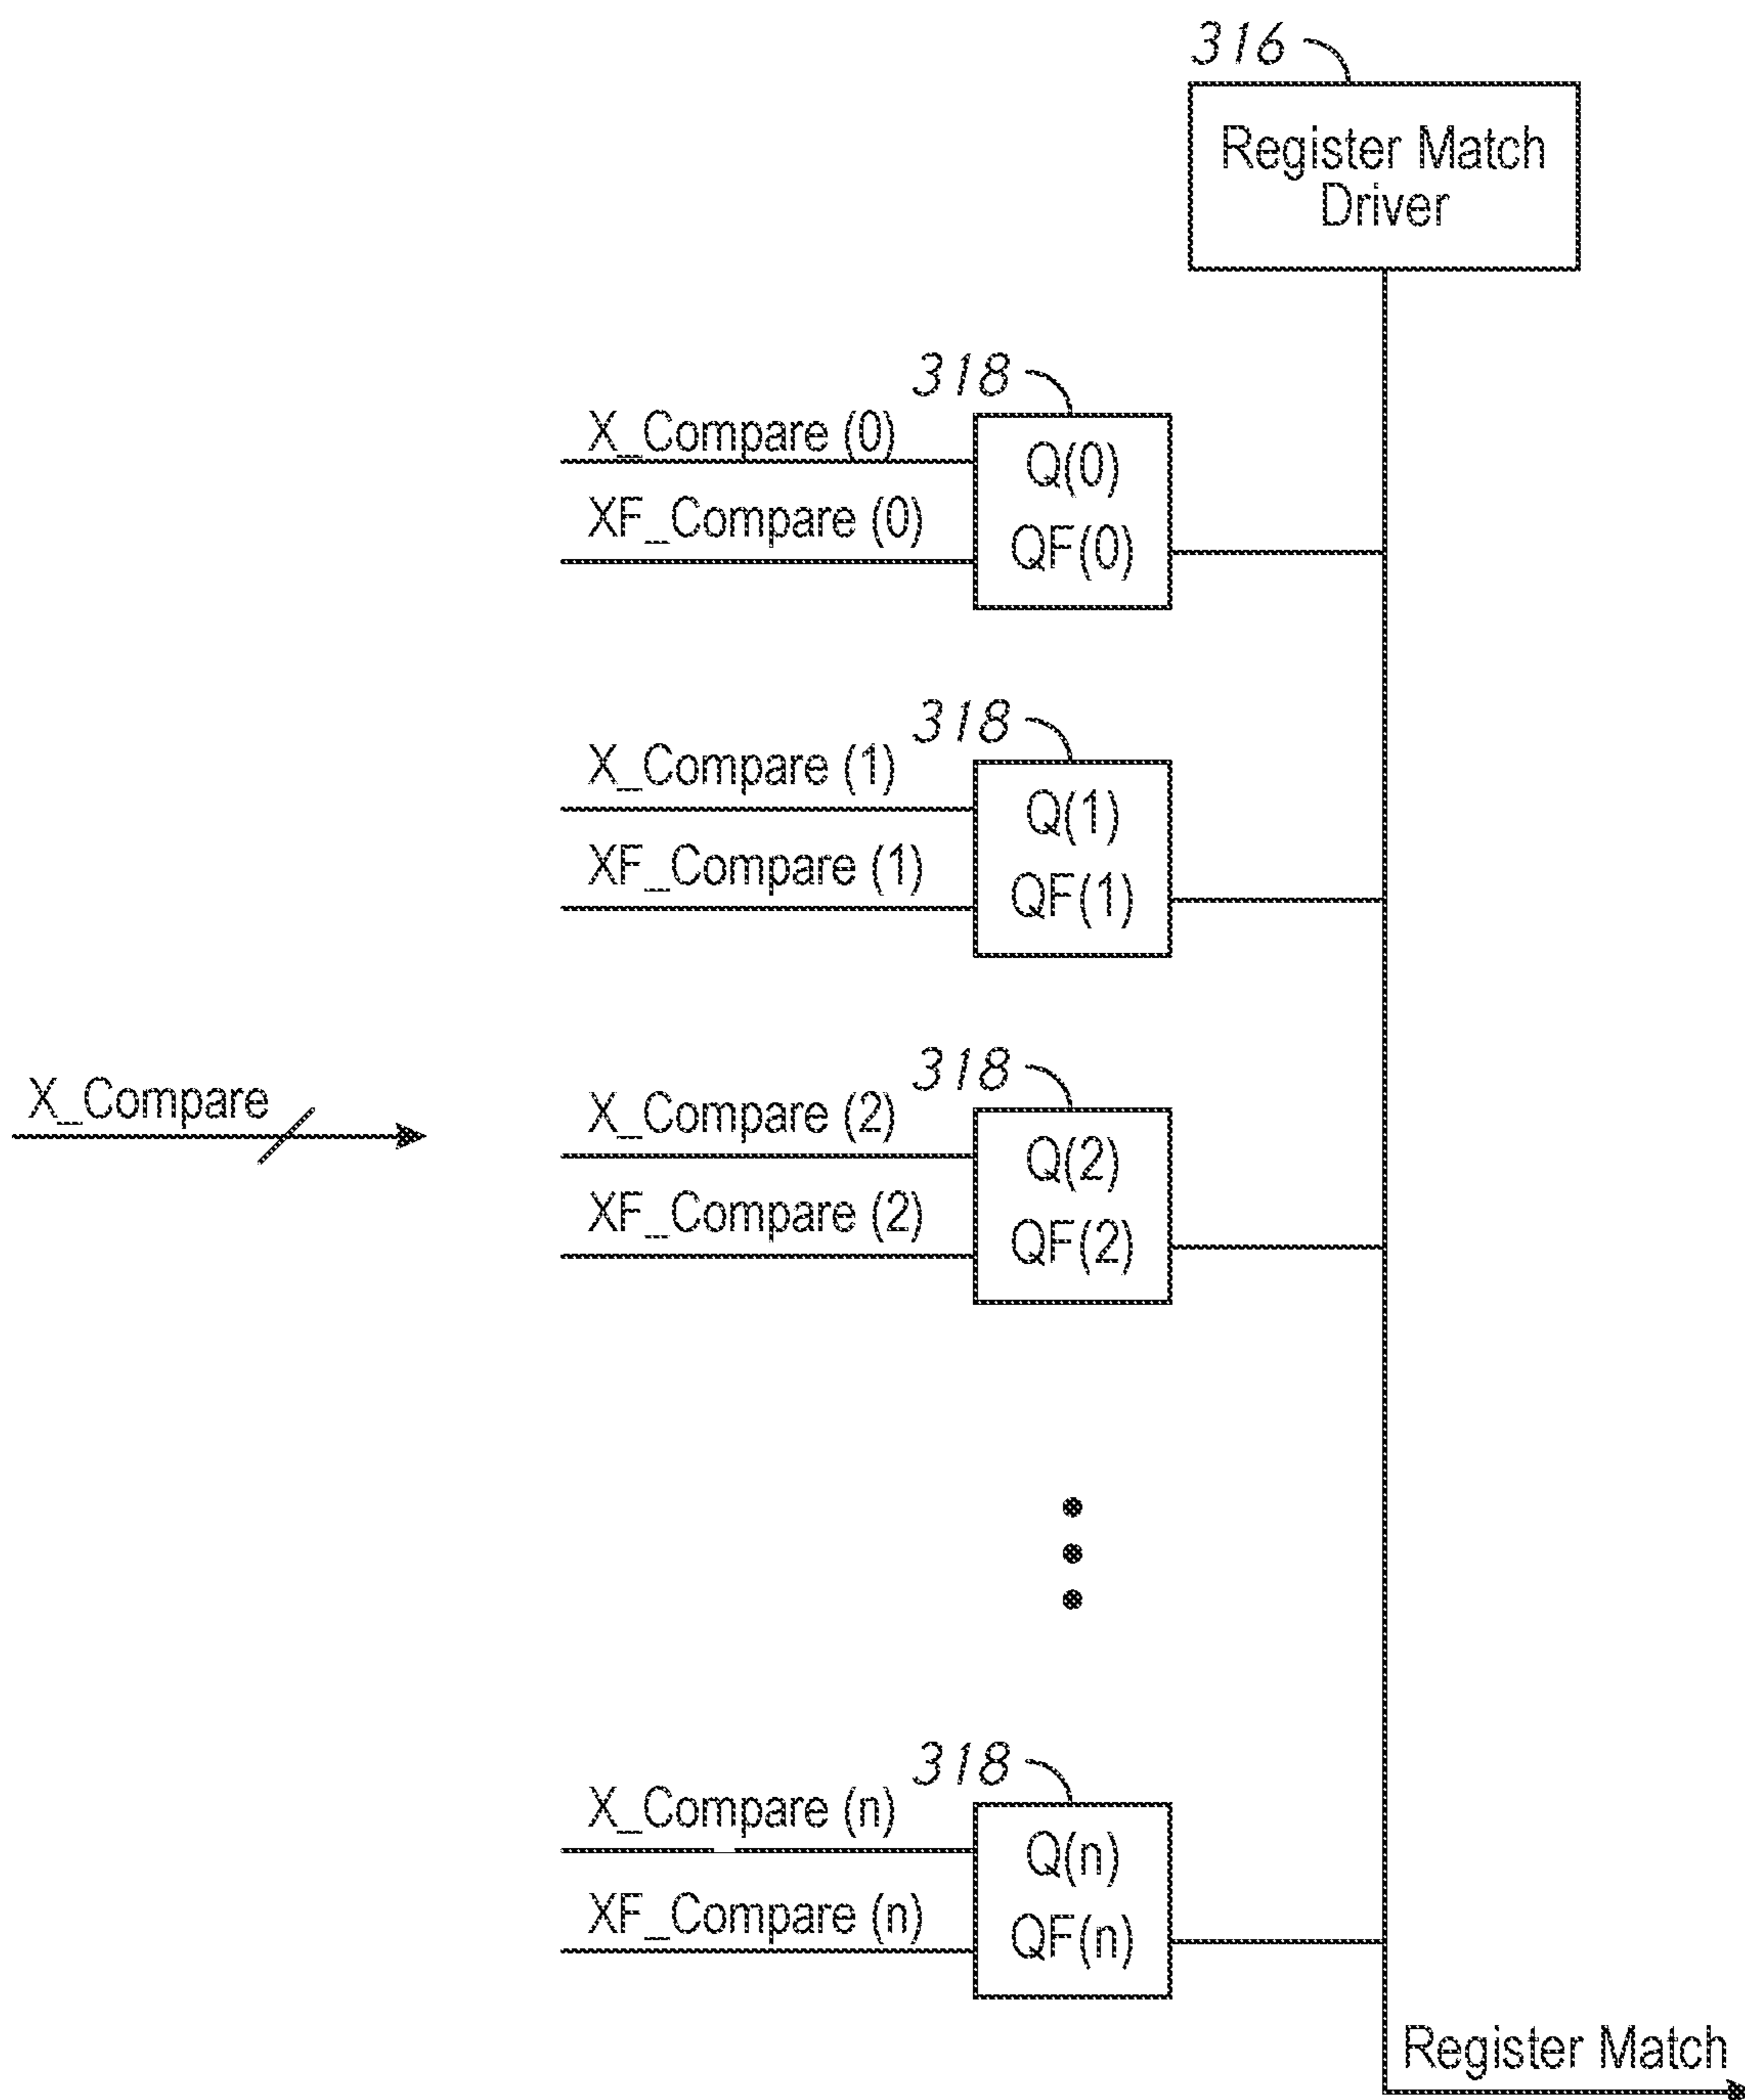 316
Register Match
Driver
318
X_Compare (0)
XF_Compare (0)
Q(0)
QF(0)
318
X_Compare (1)
XF_Compare (1)
Q(1)
QF(1)
X_Compare
318
X_Compare (2)
XF_Compare (2)
Q(2)
QF(2)
318
X_Compare (n)
XF_Compare (n)
Q(n)
QF(n)
Register Match